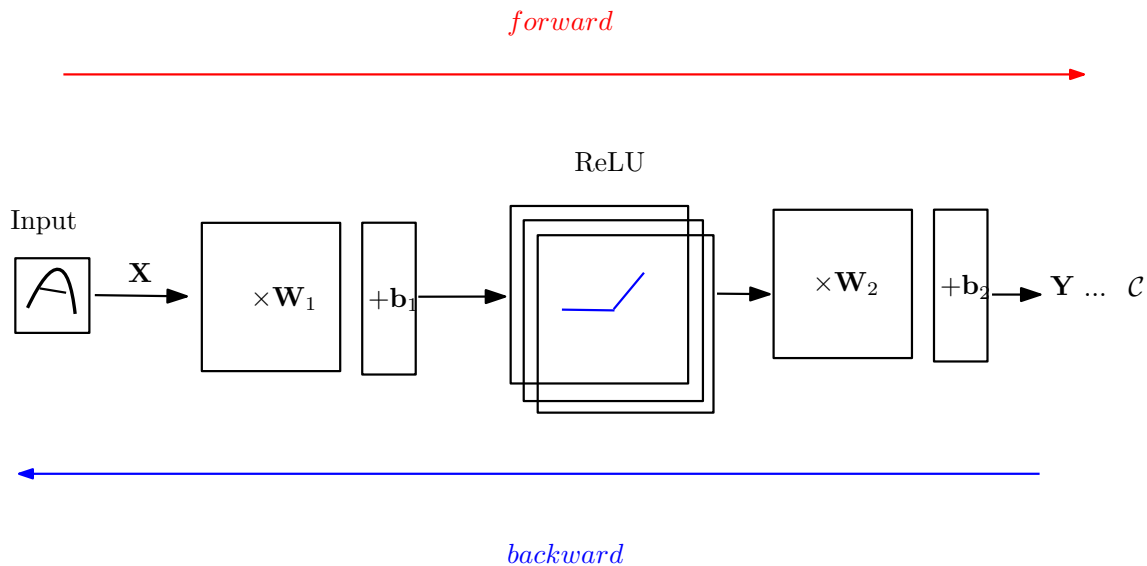 forward
ReLU
Input
A
X
×W₁
+b₁
×W₂
+b₂
Y ... 𝒞
backward